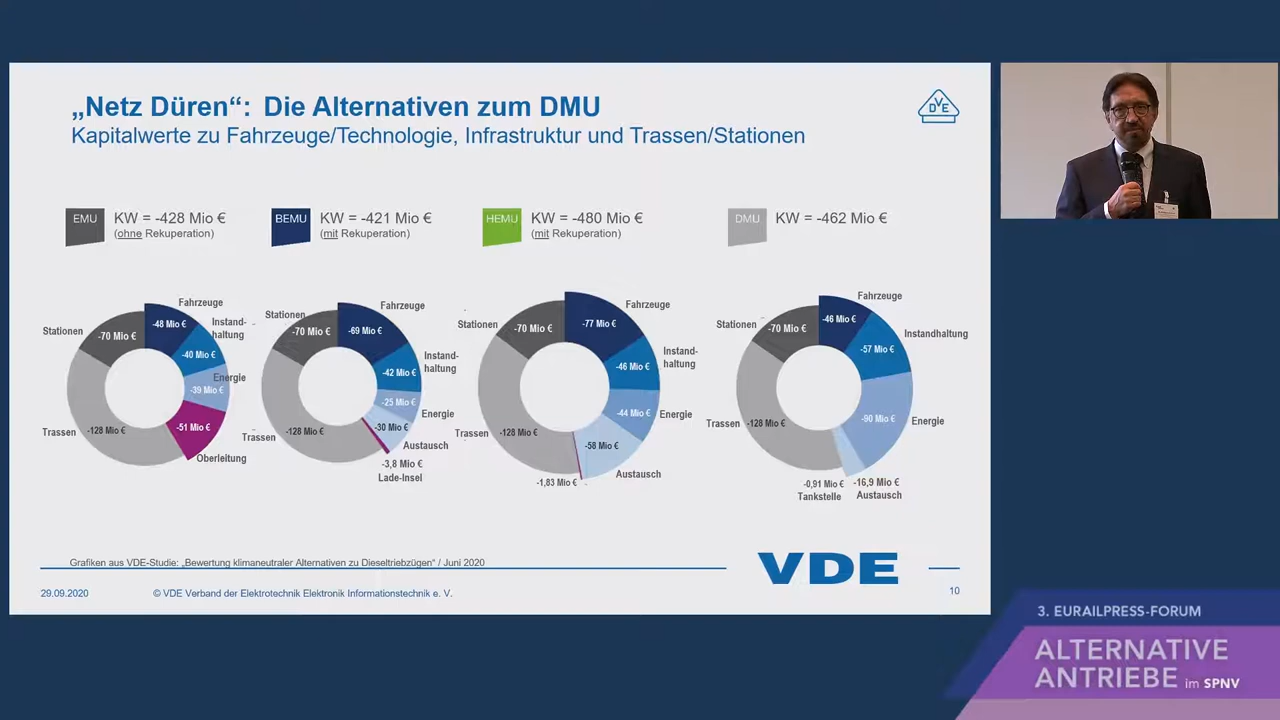 „Netz Düren“: Die Alternativen zum DMU
Kapitalwerte zu Fahrzeuge/Technologie, Infrastruktur und Trassen/Stationen
VDE
EMU
KW = -428 Mio €
(ohne Rekuperation)
BEMU
KW = -421 Mio €
(mit Rekuperation)
HEMU
KW = -480 Mio €
(mit Rekuperation)
DMU
KW = -462 Mio €
Fahrzeuge
-48 Mio €
Instand-
haltung
-40 Mio €
Energie
-39 Mio €
-51 Mio €
Oberleitung
Trassen
-128 Mio €
Stationen
-70 Mio €
Fahrzeuge
-69 Mio €
Instand-
haltung
-42 Mio €
-25 Mio €
Energie
-30 Mio €
Austausch
-3,8 Mio €
Lade-Insel
Trassen
-128 Mio €
Stationen
-70 Mio €
Fahrzeuge
-77 Mio €
Instand-
haltung
-46 Mio €
-44 Mio €
Energie
-58 Mio €
Austausch
-1,83 Mio €
Trassen
-128 Mio €
Stationen
-70 Mio €
Fahrzeuge
-46 Mio €
Instandhaltung
-57 Mio €
-90 Mio €
Energie
-16,9 Mio €
Austausch
-0,91 Mio €
Tankstelle
Trassen
-128 Mio €
Stationen
-70 Mio €
Grafiken aus VDE-Studie: „Bewertung klimaneutraler Alternativen zu Dieseltriebzügen“ / Juni 2020
VDE
29.09.2020
© VDE Verband der Elektrotechnik Elektronik Informationstechnik e. V.
10
3. EURAILPRESS-FORUM
ALTERNATIVE
ANTRIEBE im SPNV